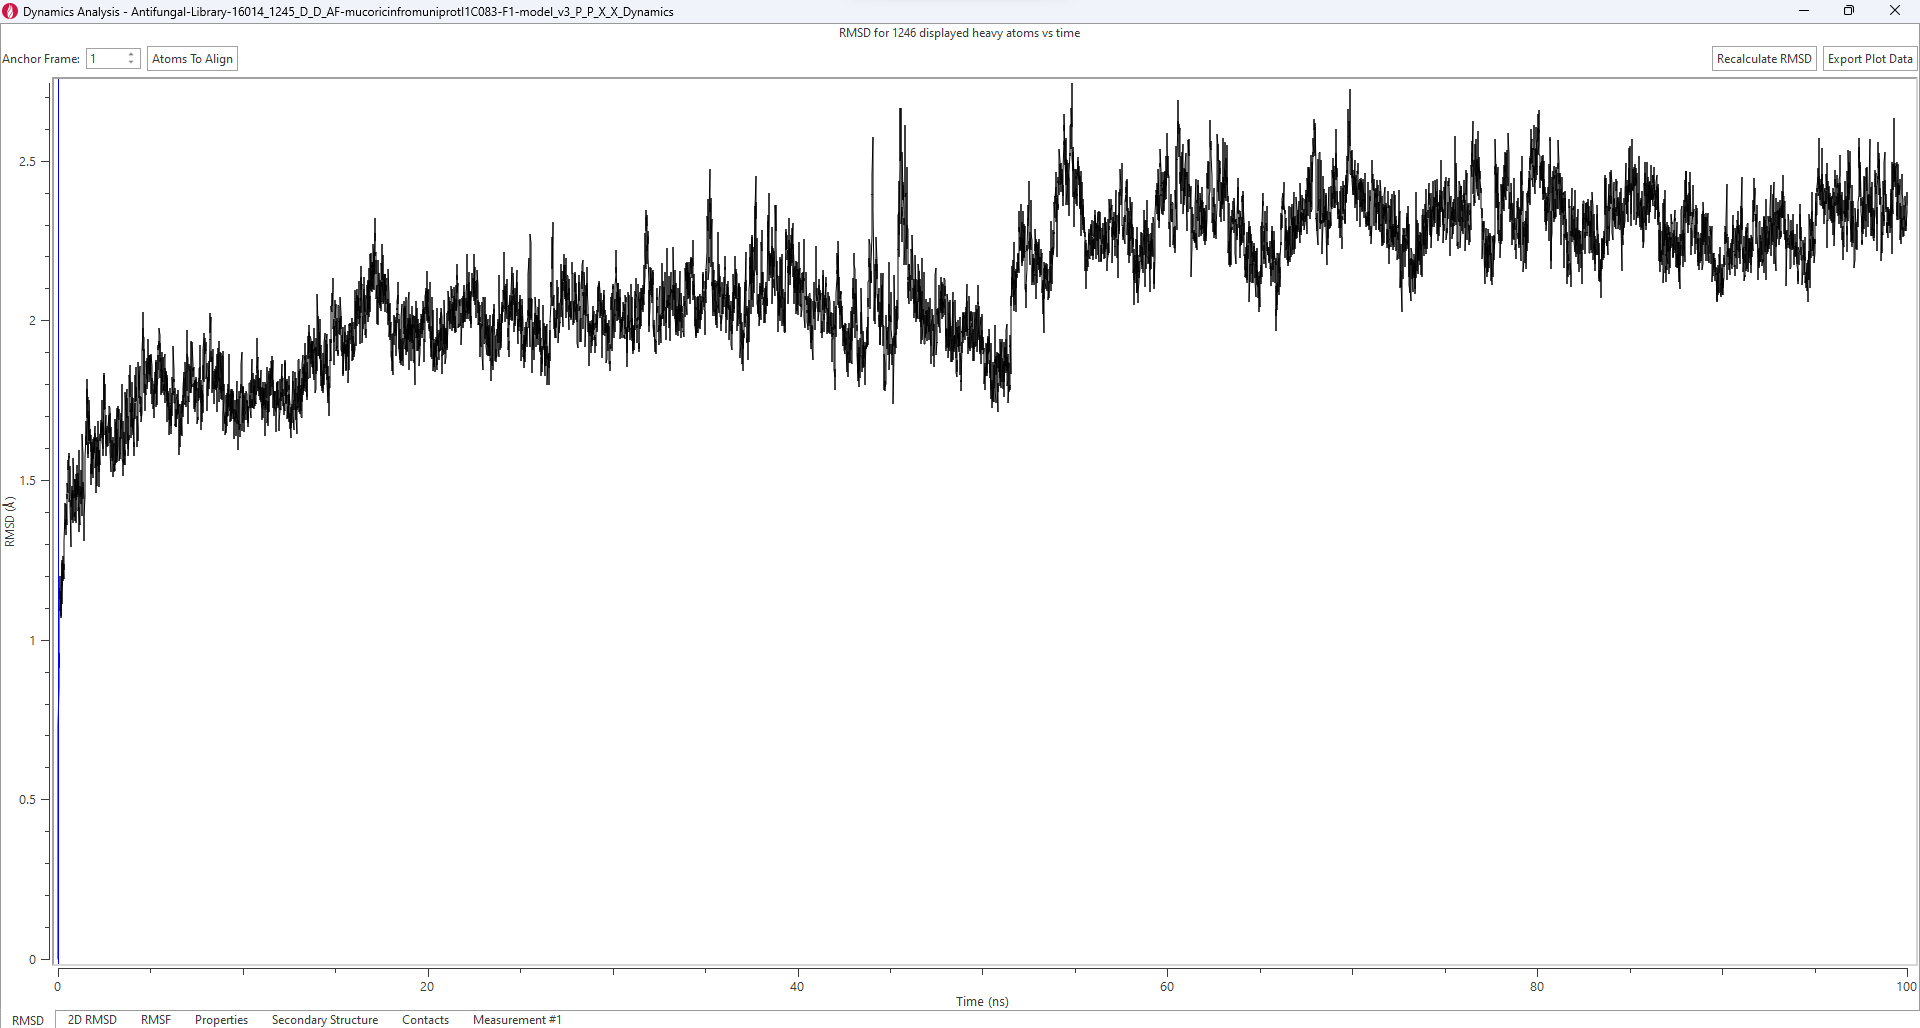 Dynamics Analysis - Antifungal-Library-16014_1245_D_D_AF-mucoricinfromuniprotI1C083-F1-model_v3_P_P_X_X_Dynamics
RMSD for 1246 displayed heavy atoms vs time
Anchor Frame: 1 Atoms To Align Recalculate RMSD Export Plot Data
2.5
2
1.5
RMSD (Å)
1
0.5
0
0 20 40 60 80 100
Time (ns)
RMSD 2D RMSD RMSF Properties Secondary Structure Contacts Measurement #1